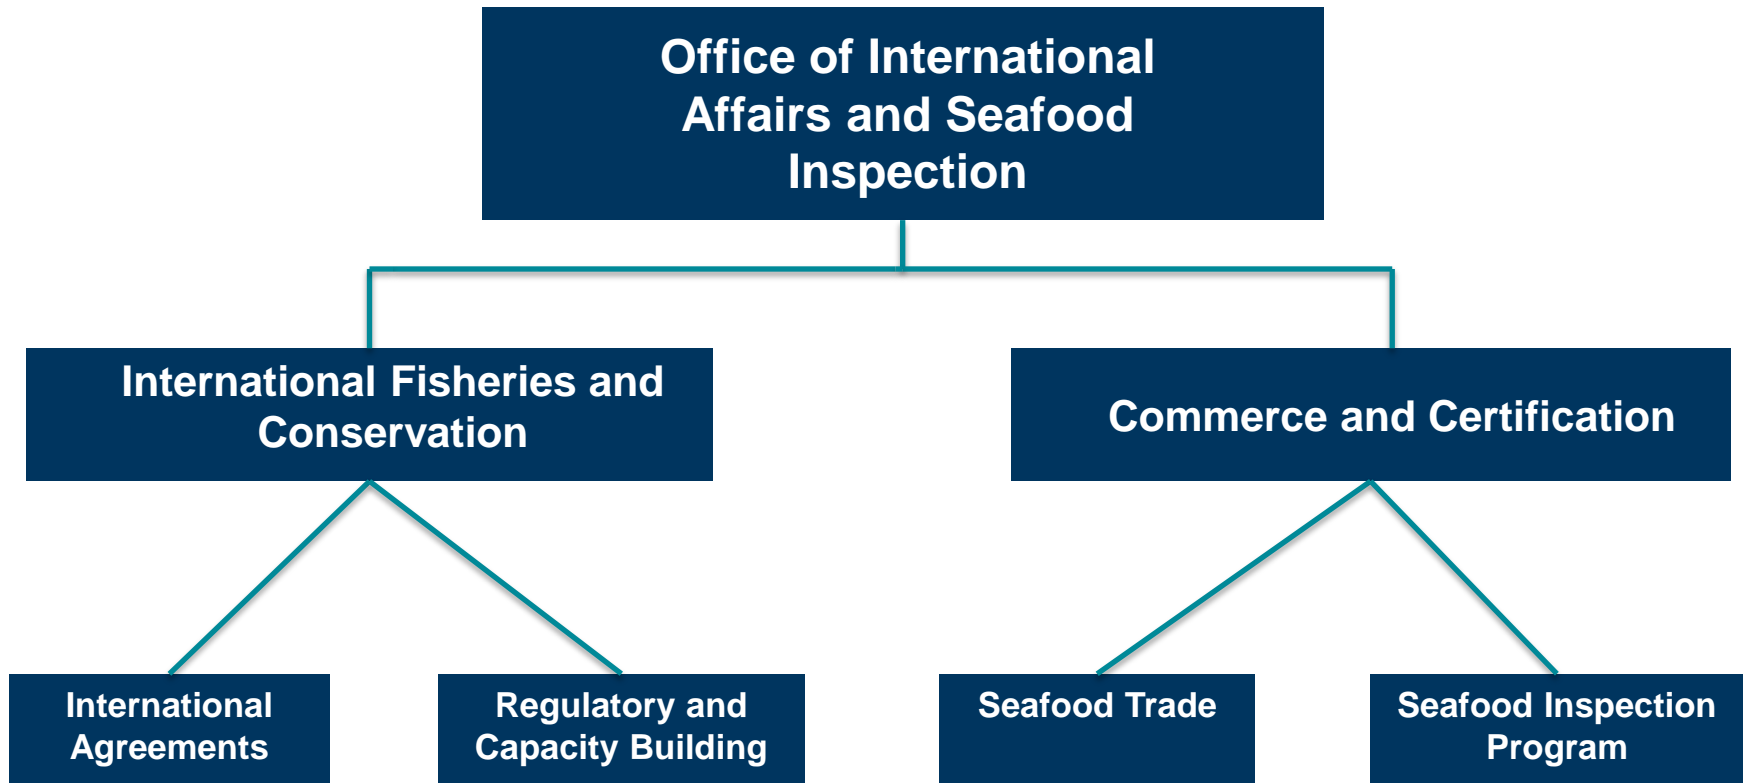 Office of International
Affairs and Seafood
Inspection
International Fisheries and
Conservation
Commerce and Certification
International
Agreements
Regulatory and
Capacity Building
Seafood Trade
Seafood Inspection
Program